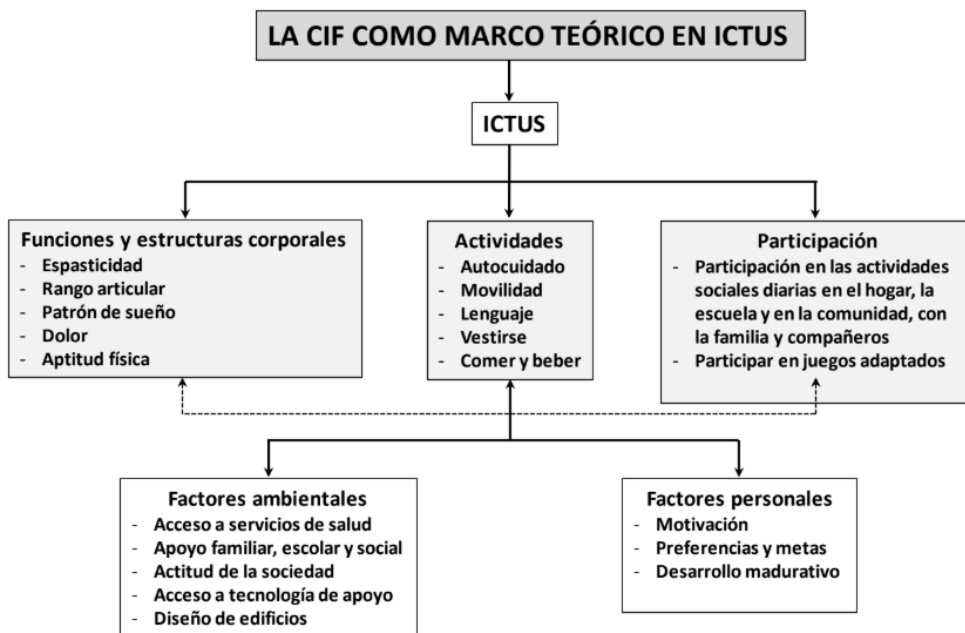 LA CIF COMO MARCO TEÓRICO EN ICTUS
ICTUS
Funciones y estructuras corporales
- Espasticidad
- Rango articular
- Patrón de sueño
- Dolor
- Aptitud física
Actividades
- Autocuidado
- Movilidad
- Lenguaje
- Vestirse
- Comer y beber
Participación
- Participación en las actividades
sociales diarias en el hogar, la
escuela y en la comunidad, con
la familia y compañeros
- Participar en juegos adaptados
Factores ambientales
- Acceso a servicios de salud
- Apoyo familiar, escolar y social
- Actitud de la sociedad
- Acceso a tecnología de apoyo
- Diseño de edificios
Factores personales
- Motivación
- Preferencias y metas
- Desarrollo madurativo